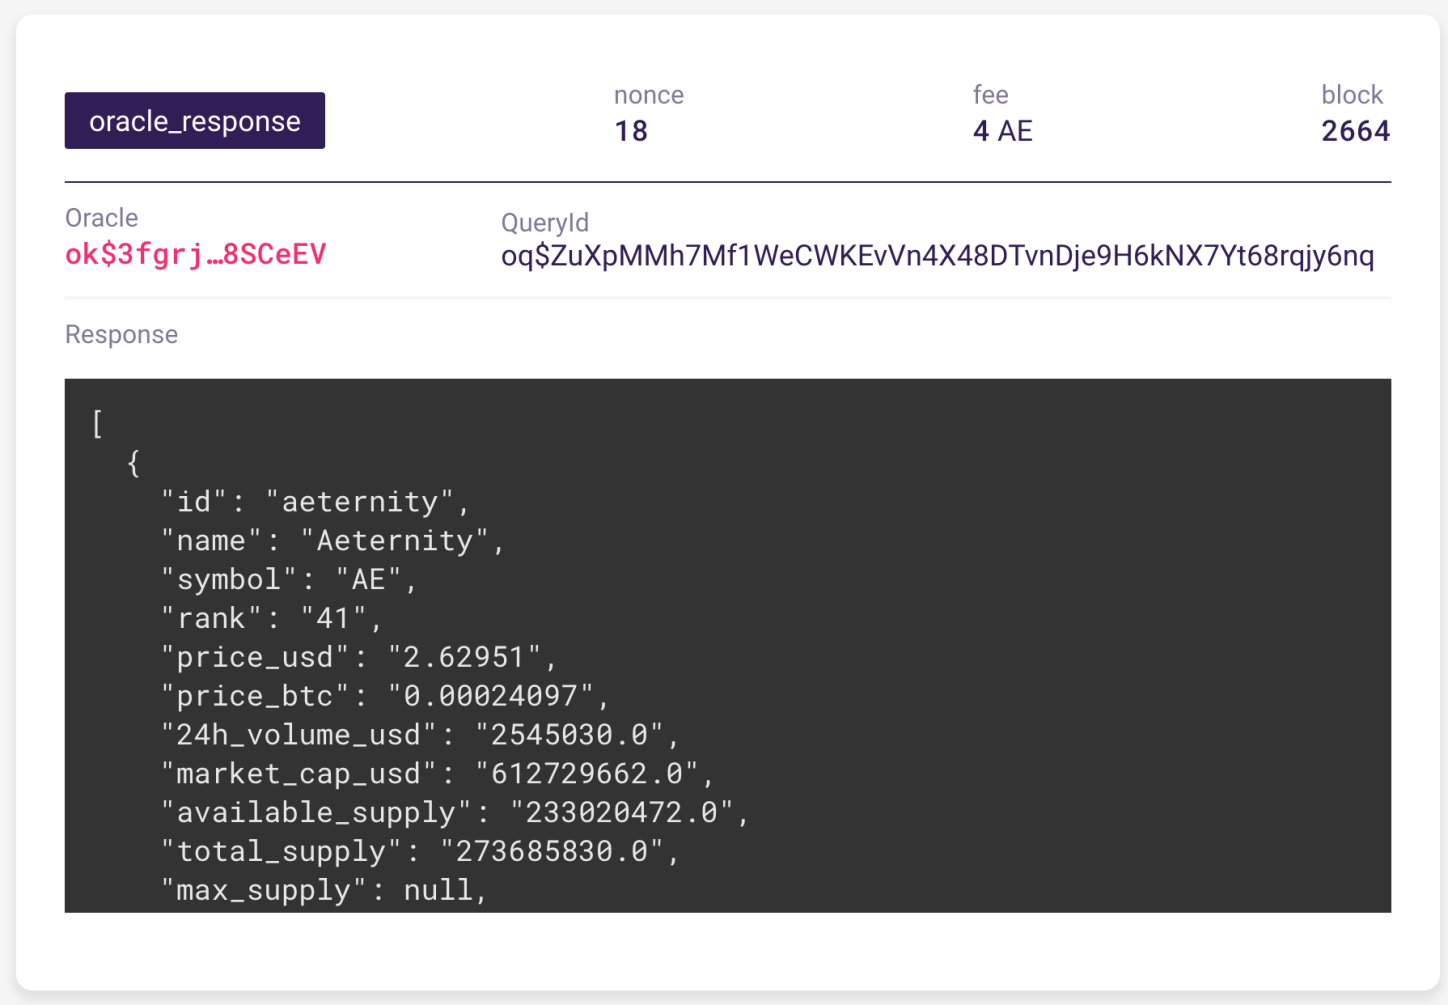 oracle_response
nonce
18
fee
4 AE
block
2664
Oracle
ok$3fgrj…8SCeEV
QueryId
oq$ZuXpMMh7Mf1WeCWKEvVn4X48DTvnDje9H6kNX7Yt68rqjy6nq
Response
[
  {
    "id": "aeternity",
    "name": "Aeternity",
    "symbol": "AE",
    "rank": "41",
    "price_usd": "2.62951",
    "price_btc": "0.00024097",
    "24h_volume_usd": "2545030.0",
    "market_cap_usd": "612729662.0",
    "available_supply": "233020472.0",
    "total_supply": "273685830.0",
    "max_supply": null,